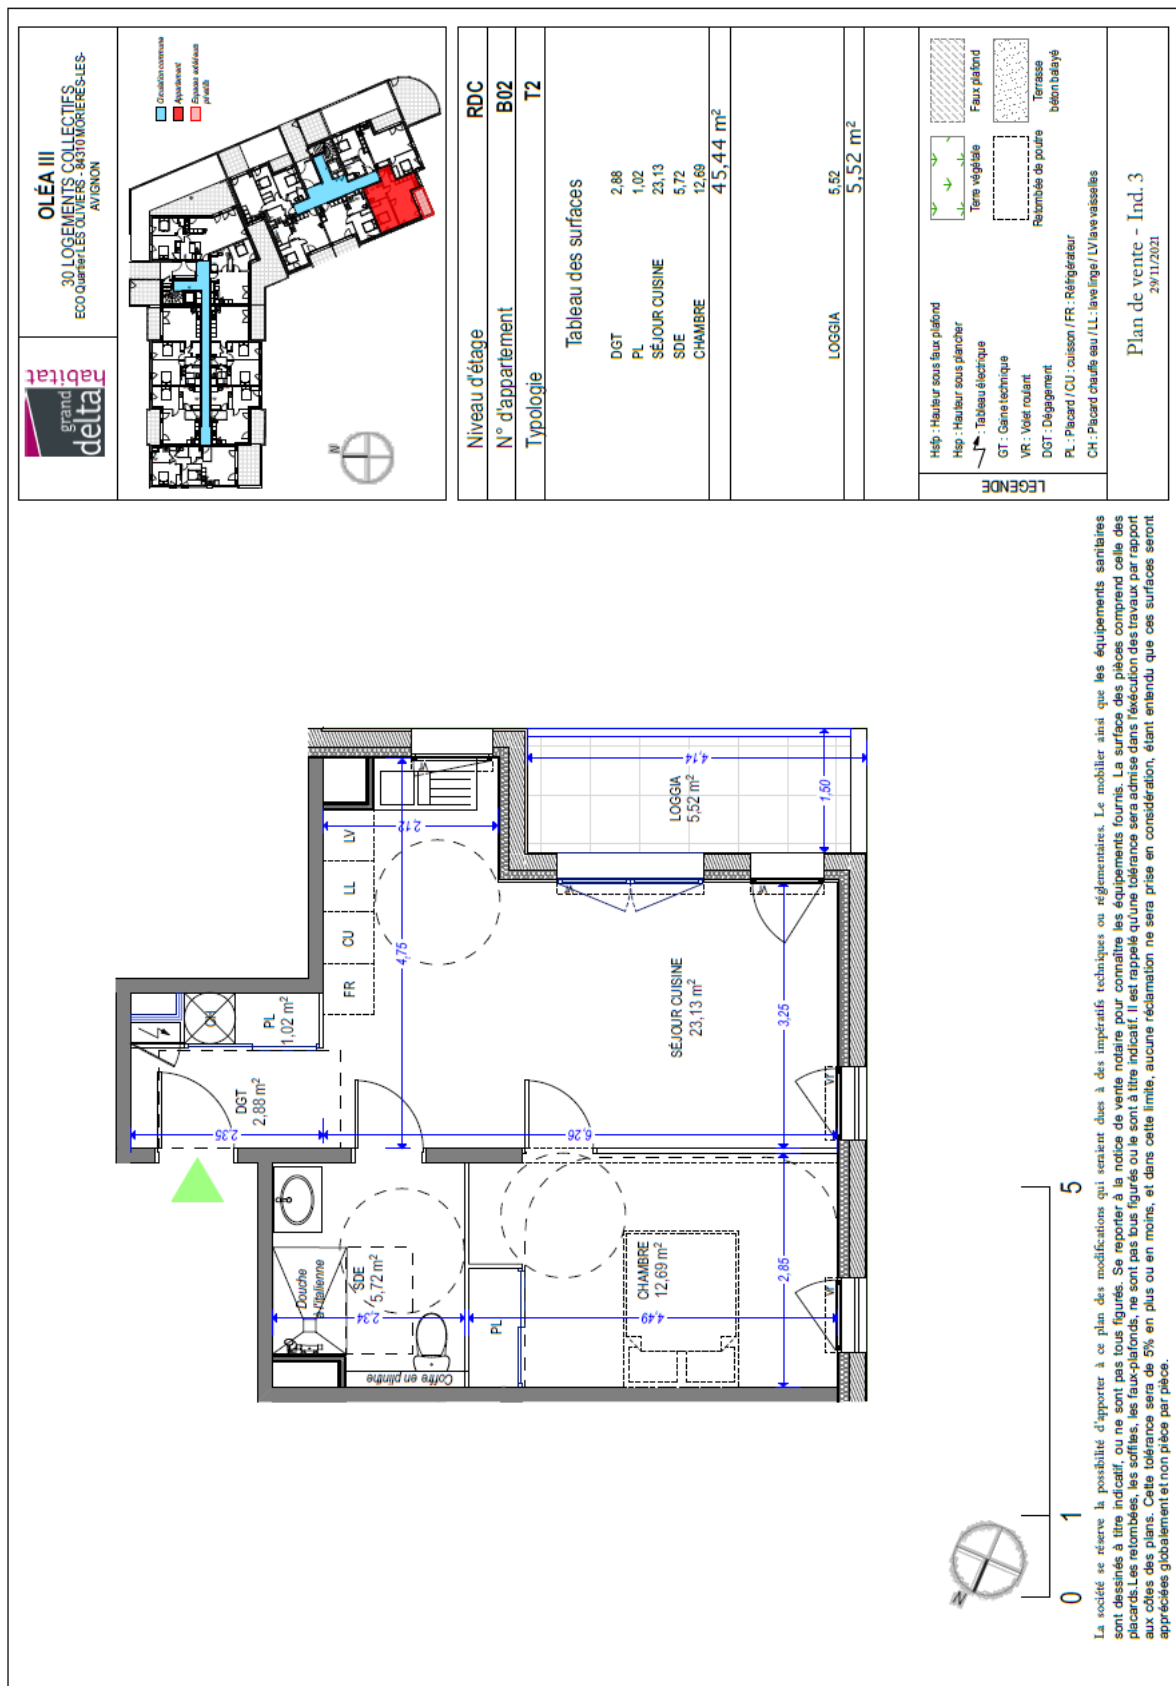 grand
delta
habitat
OLÉA III
30 LOGEMENTS COLLECTIFS
ECO Quartier LES OLIVIERS - 84310 MORIERES-LES-
AVIGNON
Circulation commune
Appartement
Espaces extérieurs
privatifs
N
Niveau d'étage RDC
N° d'appartement B02
Typologie T2
Tableau des surfaces
DGT 2,88
PL 1,02
SÉJOUR CUISINE 23,13
SDE 5,72
CHAMBRE 12,69
45,44 m²
LOGGIA 5,52
5,52 m²
LEGENDE
Hsfp : Hauteur sous faux plafond
Hsp : Hauteur sous plancher
: Tableau électrique
GT : Gaine technique
VR : Volet roulant
DGT : Dégagement
PL : Placard / CU : cuisson / FR : Réfrigérateur
CH : Placard chauffe eau / LL : lave linge / LV lave vaisselles
Terre végétale
Faux plafond
Retombée de poutre
Terrasse
béton balayé
Plan de vente - Ind. 3
29/11/2021
DGT
2,88 m²
2,35
CH
PL
1,02 m²
FR
CU
LL
LV
4,75
2,12
SÉJOUR CUISINE
23,13 m²
6,26
3,25
VR
VR
VR
LOGGIA
5,52 m²
4,14
1,50
Douche
à l'italienne
SDE
5,72 m²
2,34
Coffre en plinthe
PL
CHAMBRE
12,69 m²
4,49
2,85
VR
N
0 1 5
La société se réserve la possibilité d'apporter à ce plan des modifications qui seraient dues à des impératifs techniques ou réglementaires. Le mobilier ainsi que les équipements sanitaires
sont dessinés à titre indicatif, ou ne sont pas tous figurés. Se reporter à la notice de vente notaire pour connaître les équipements fournis. La surface des pièces comprend celle des
placards.Les retombées, les soffites, les faux-plafonds, ne sont pas tous figurés ou le sont à titre indicatif. Il est rappelé qu'une tolérance sera admise dans l'exécution des travaux par rapport
aux côtes des plans. Cette tolérance sera de 5% en plus ou en moins, et dans cette limite, aucune réclamation ne sera prise en considération, étant entendu que ces surfaces seront
appréciées globalement et non pièce par pièce.